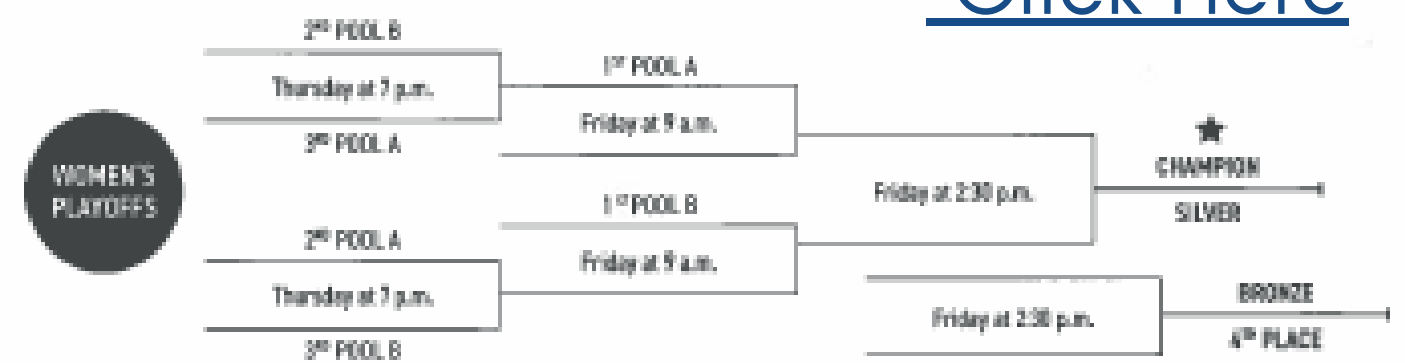 Click Here
2ND POOL B
Thursday at 7 p.m.
3RD POOL A
1ST POOL A
Friday at 9 a.m.
WOMEN'S
PLAYOFFS
Friday at 2:30 p.m.
CHAMPION
SILVER
1ST POOL B
Friday at 9 a.m.
2ND POOL A
Thursday at 7 p.m.
3RD POOL B
Friday at 2:30 p.m.
BRONZE
4TH PLACE